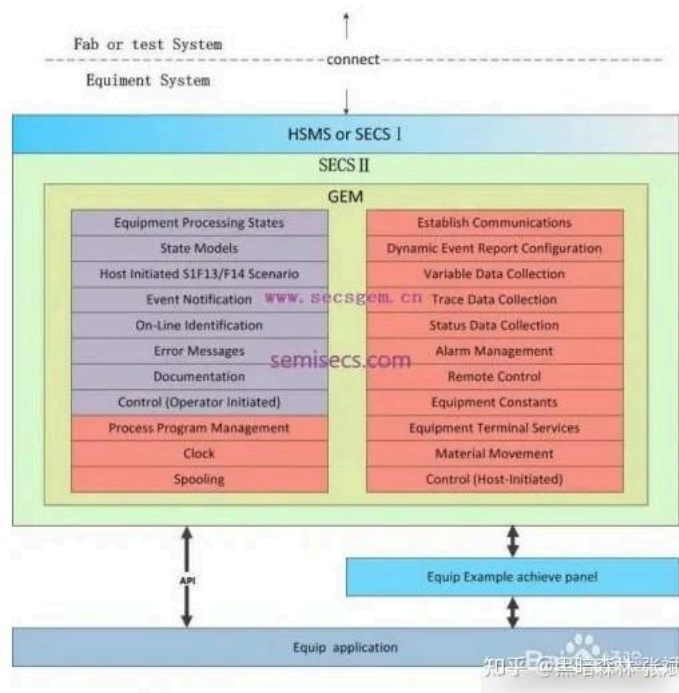 Fab or test System
connect
Equiment System
HSMS or SECS I
SECS II
GEM
Equipment Processing States
State Models
Host Initiated S1F13/F14 Scenario
Event Notification
On-Line Identification
Error Messages
Documentation
Control (Operator Initiated)
Process Program Management
Clock
Spooling
Establish Communications
Dynamic Event Report Configuration
Variable Data Collection
Trace Data Collection
Status Data Collection
Alarm Management
Remote Control
Equipment Constants
Equipment Terminal Services
Material Movement
Control (Host-Initiated)
www.secsgem.cn
semisecs.com
API
Equip Example achieve panel
Equip application
知乎 @黑暗森林 张斌